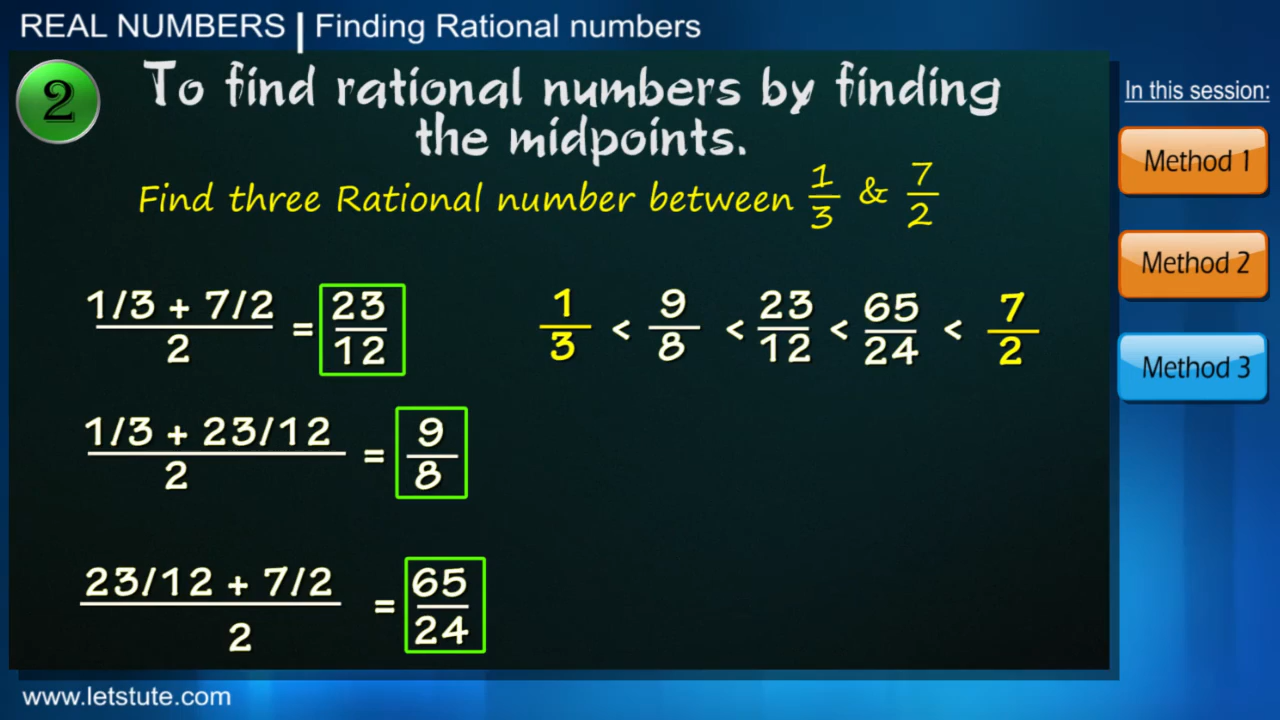 REAL NUMBERS | Finding Rational numbers
2
To find rational numbers by finding
the midpoints.
Find three Rational number between 1/3 & 7/2
In this session:
Method 1
Method 2
Method 3
1/3 + 7/2
2
= 23/12
1/3 < 9/8 < 23/12 < 65/24 < 7/2
1/3 + 23/12
2
= 9/8
23/12 + 7/2
2
= 65/24
www.letstute.com